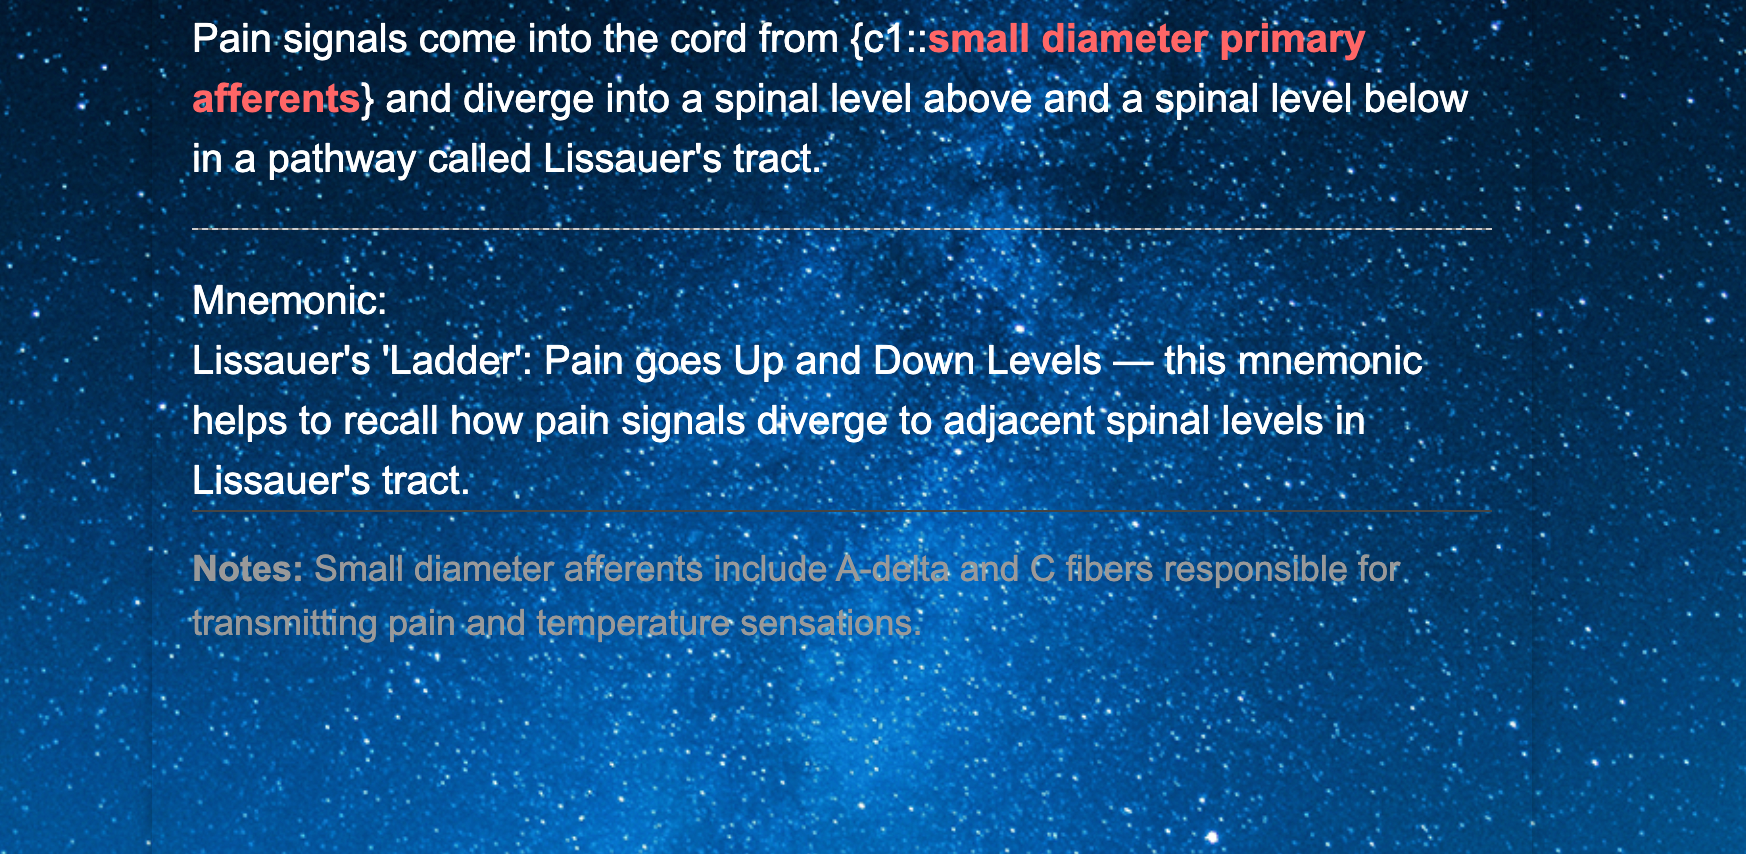 Pain signals come into the cord from {c1::small diameter primary
afferents} and diverge into a spinal level above and a spinal level below
in a pathway called Lissauer's tract.
Mnemonic:
Lissauer's 'Ladder': Pain goes Up and Down Levels — this mnemonic
helps to recall how pain signals diverge to adjacent spinal levels in
Lissauer's tract.
Notes: Small diameter afferents include A-delta and C fibers responsible for
transmitting pain and temperature sensations.